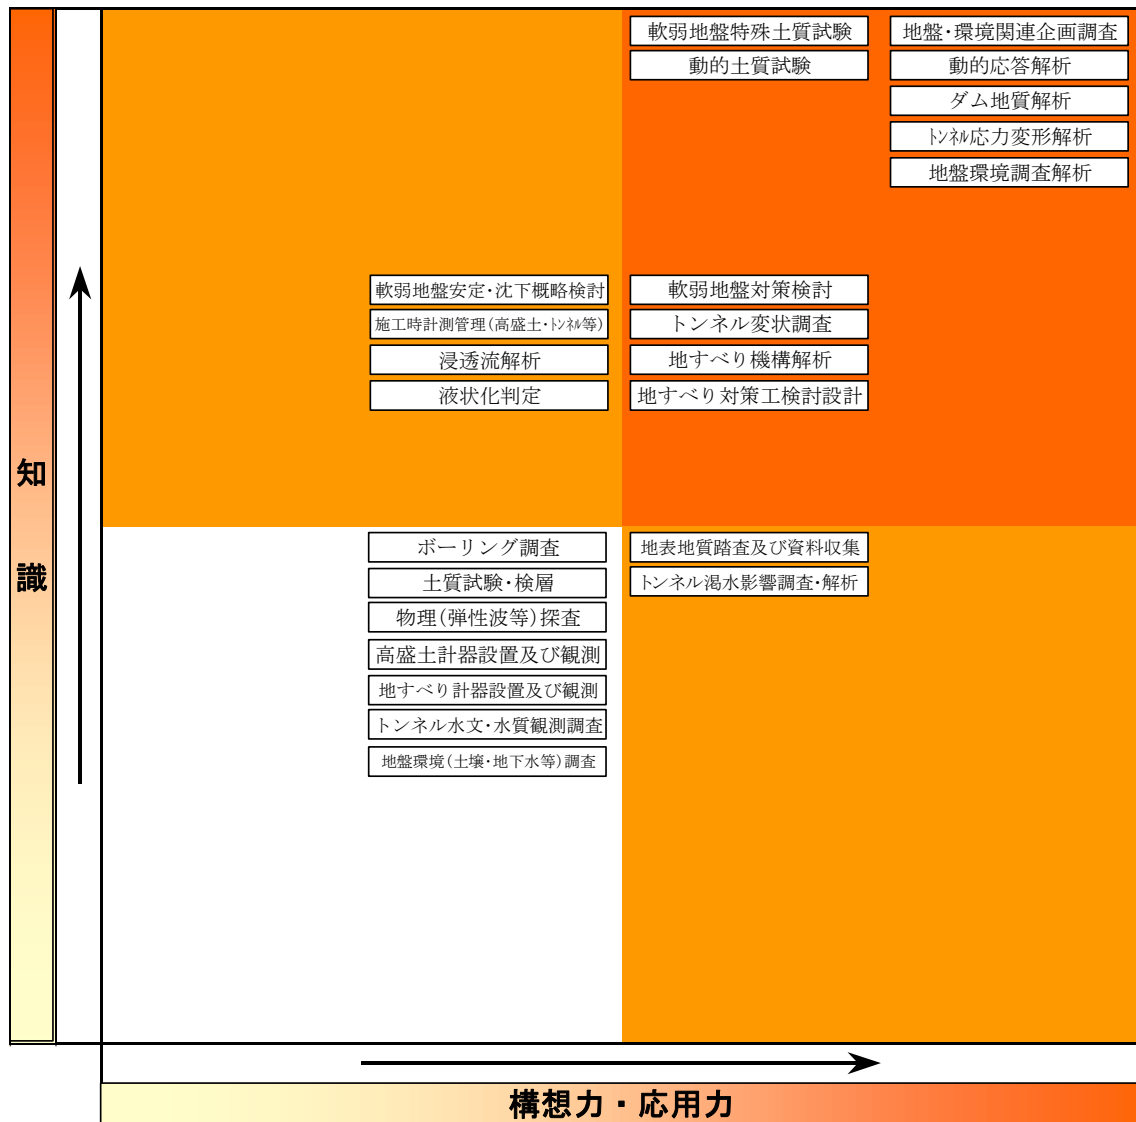 軟弱地盤特殊土質試験
動的土質試験
地盤・環境関連企画調査
動的応答解析
ダム地質解析
ﾄﾝﾈﾙ応力変形解析
地盤環境調査解析
軟弱地盤安定・沈下概略検討
施工時計測管理(高盛土・ﾄﾝﾈﾙ等)
浸透流解析
液状化判定
軟弱地盤対策検討
トンネル変状調査
地すべり機構解析
地すべり対策工検討設計
知識
ボーリング調査
土質試験・検層
物理(弾性波等)探査
高盛土計器設置及び観測
地すべり計器設置及び観測
トンネル水文・水質観測調査
地盤環境(土壌・地下水等)調査
地表地質踏査及び資料収集
トンネル渇水影響調査・解析
構想力・応用力